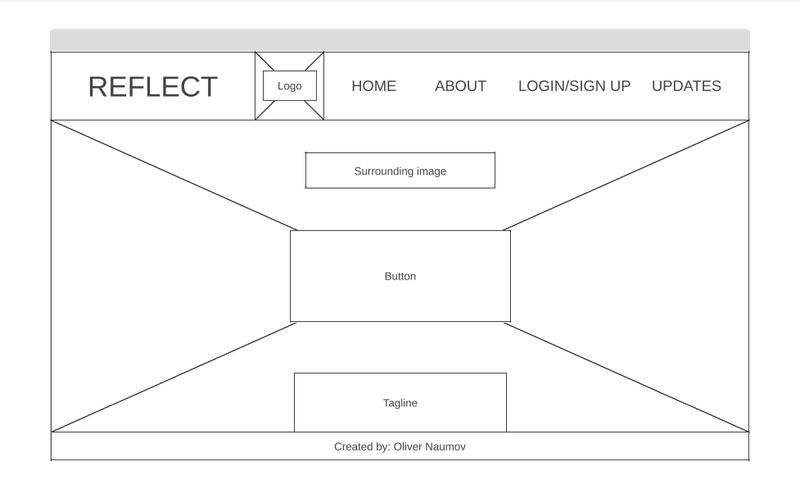 REFLECT
Logo
HOME
ABOUT
LOGIN/SIGN UP
UPDATES
Surrounding image
Button
Tagline
Created by: Oliver Naumov